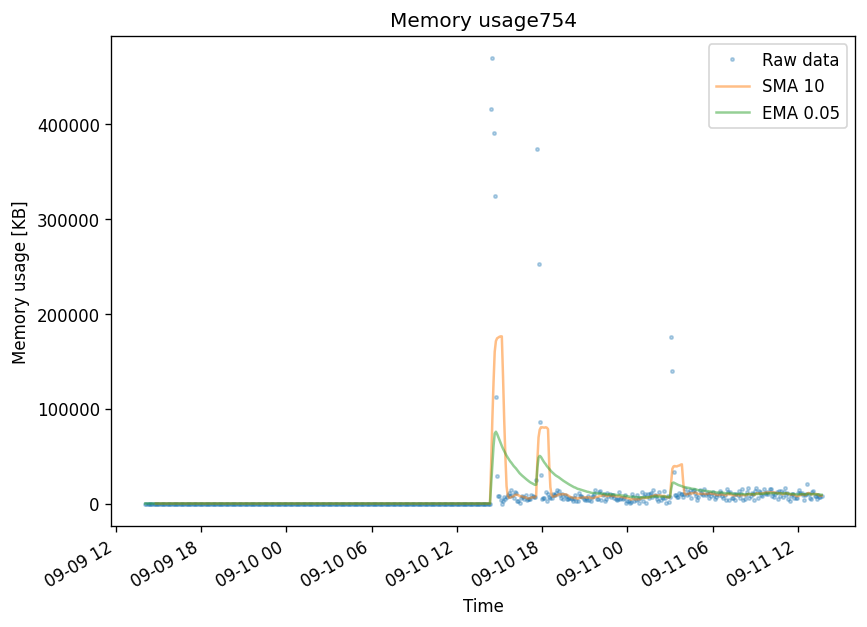 Memory usage754
Raw data
SMA 10
EMA 0.05
Memory usage [KB]
400000
300000
200000
100000
0
09-09 12
09-09 18
09-10 00
09-10 06
09-10 12
09-10 18
09-11 00
09-11 06
09-11 12
Time